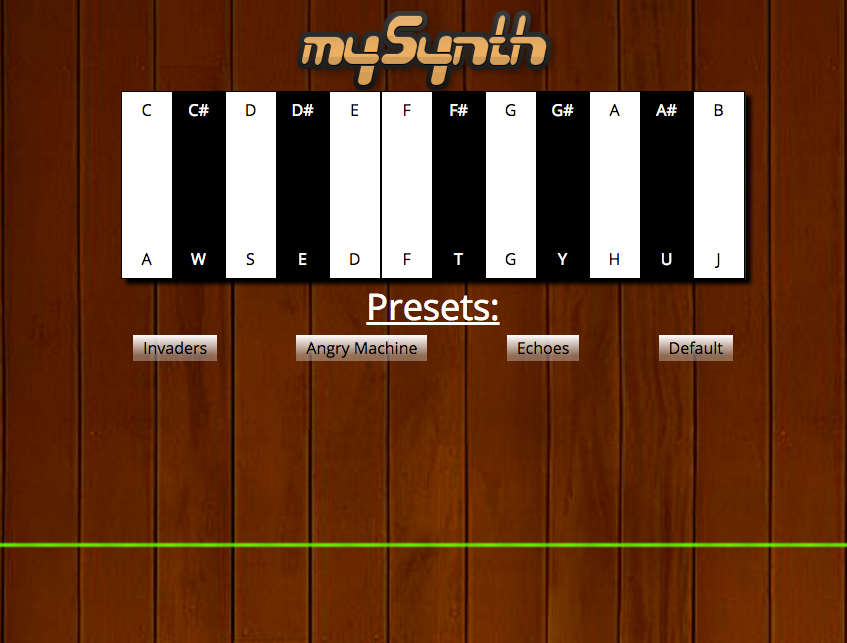 mySynth
C C# D D# E F F# G G# A A# B
A W S E D F T G Y H U J
Presets:
Invaders Angry Machine Echoes Default